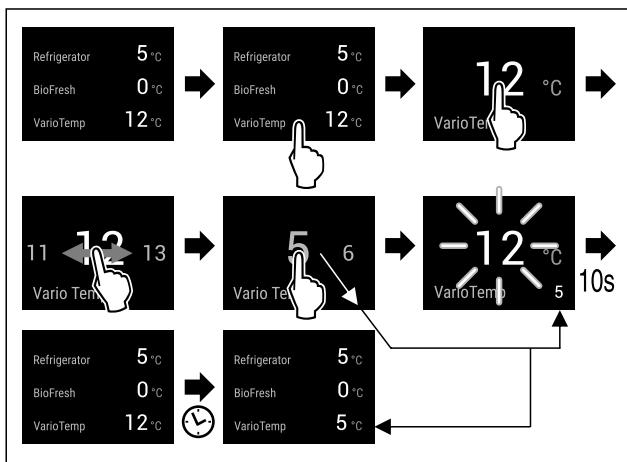 Refrigerator 5 °C
BioFresh 0 °C
VarioTemp 12 °C
Refrigerator 5 °C
BioFresh 0 °C
VarioTemp 12 °C
12 °C
VarioTemp
11 12 13
Vario Temp
5 6
Vario Te
12 °C
VarioTemp 5
10s
Refrigerator 5 °C
BioFresh 0 °C
VarioTemp 12 °C
Refrigerator 5 °C
BioFresh 0 °C
VarioTemp 5 °C